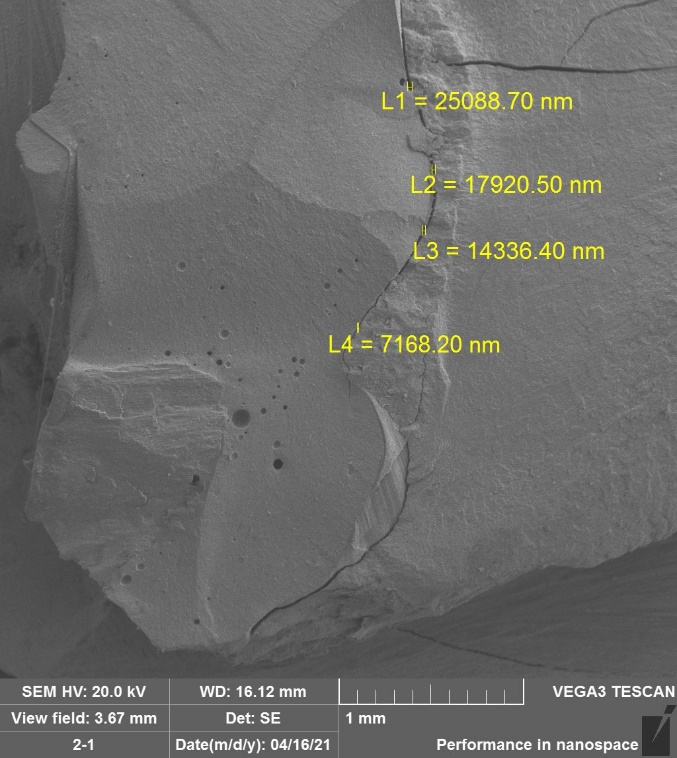 L1 = 25088.70 nm
L2 = 17920.50 nm
L3 = 14336.40 nm
L4 = 7168.20 nm
SEM HV: 20.0 kV
WD: 16.12 mm
VEGA3 TESCAN
View field: 3.67 mm
Det: SE
1 mm
2-1
Date(m/d/y): 04/16/21
Performance in nanospace